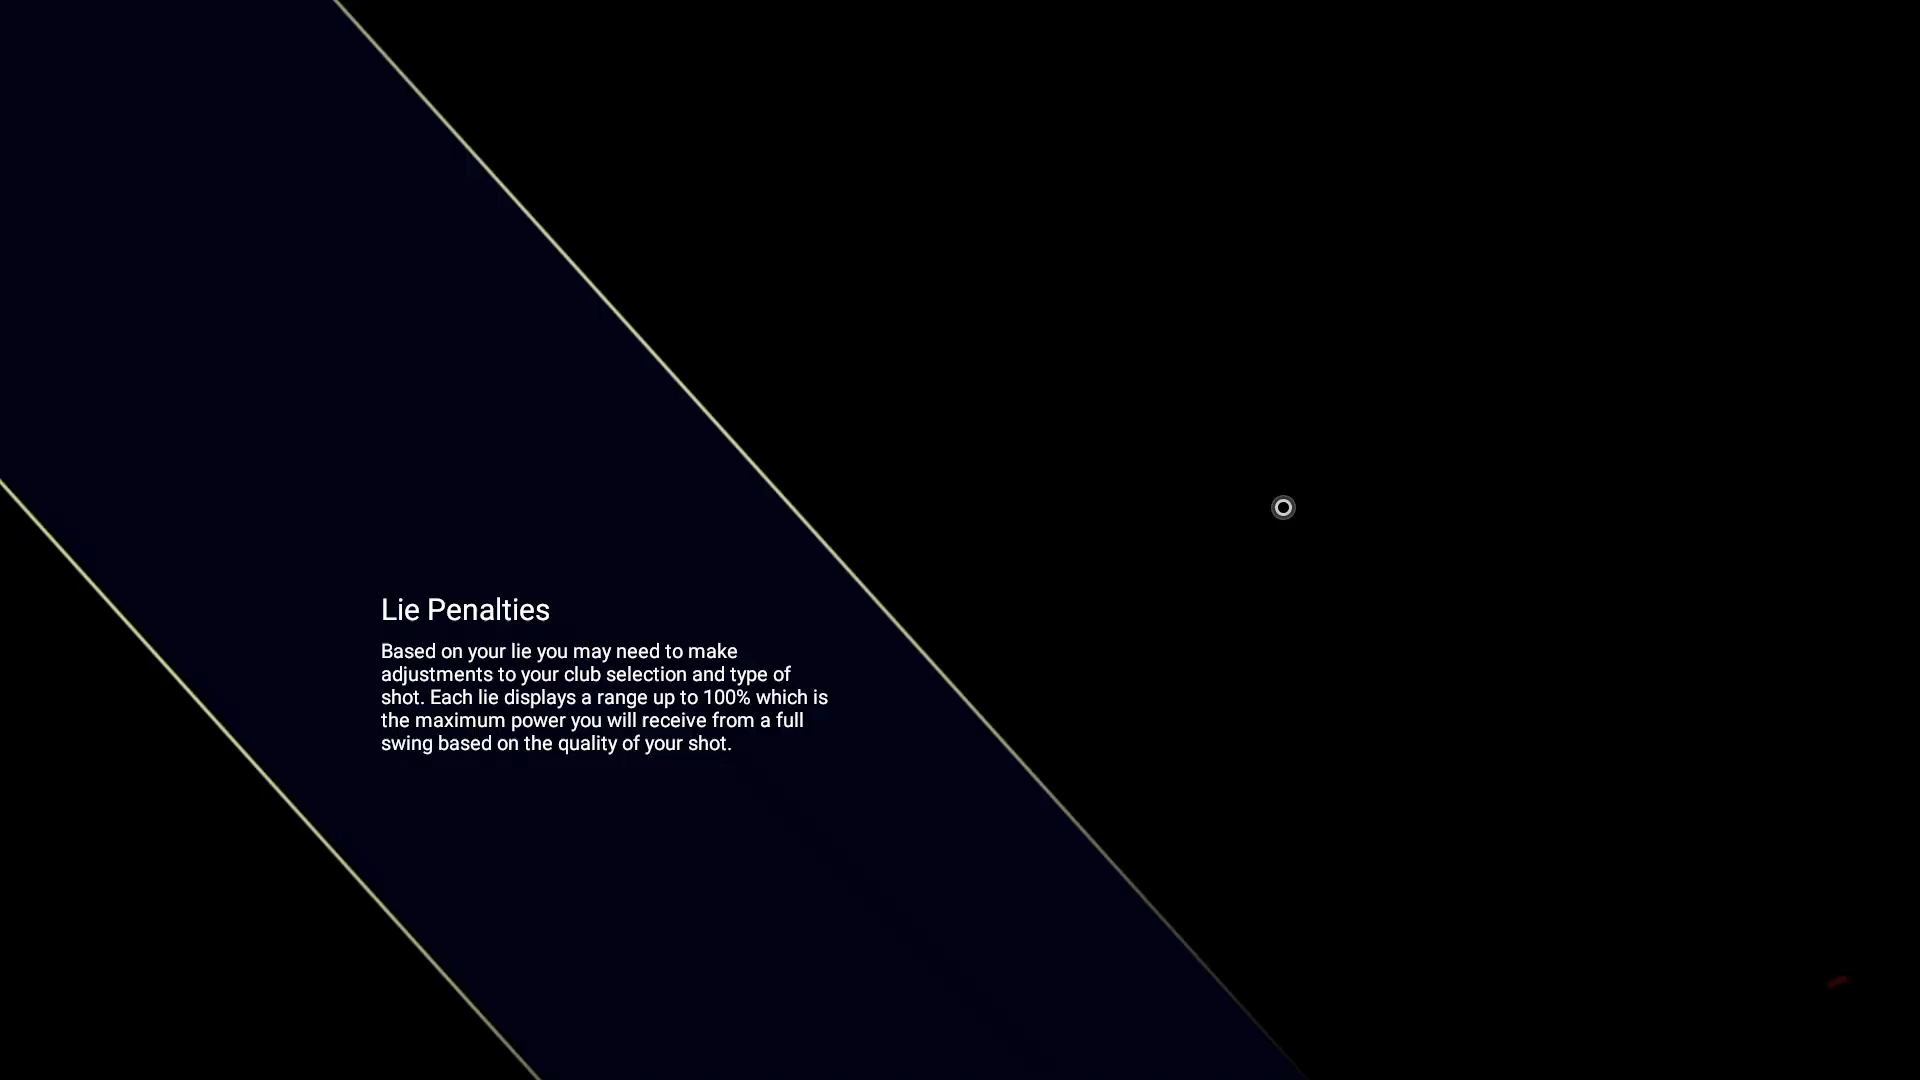 Lie Penalties
Based on your lie you may need to make
adjustments to your club selection and type of
shot. Each lie displays a range up to 100% which is
the maximum power you will receive from a full
swing based on the quality of your shot.